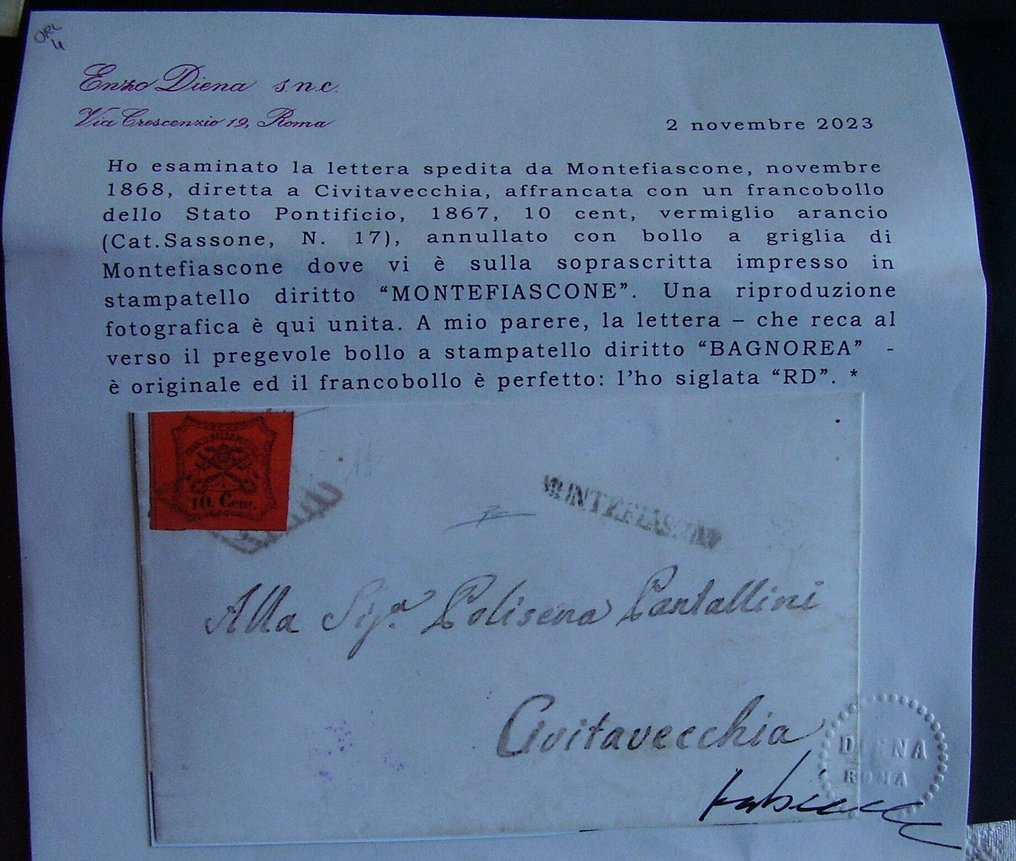 Enzo Diena s.n.c.
Via Crescenzio 19, Roma
2 novembre 2023
Ho esaminato la lettera spedita da Montefiascone, novembre
1868, diretta a Civitavecchia, affrancata con un francobollo
dello Stato Pontificio, 1867, 10 cent, vermiglio arancio
(Cat.Sassone, N. 17), annullato con bollo a griglia di
Montefiascone dove vi è sulla soprascritta impresso in
stampatello diritto “MONTEFIASCONE”. Una riproduzione
fotografica è qui unita. A mio parere, la lettera – che reca al
verso il pregevole bollo a stampatello diritto “BAGNOREA” -
è originale ed il francobollo è perfetto: l’ho siglata “RD”. *
10 Cent.
MONTEFIASCONE
Alla Sigra Polisena Cantallini
Civitavecchia
DIENA
ROMA